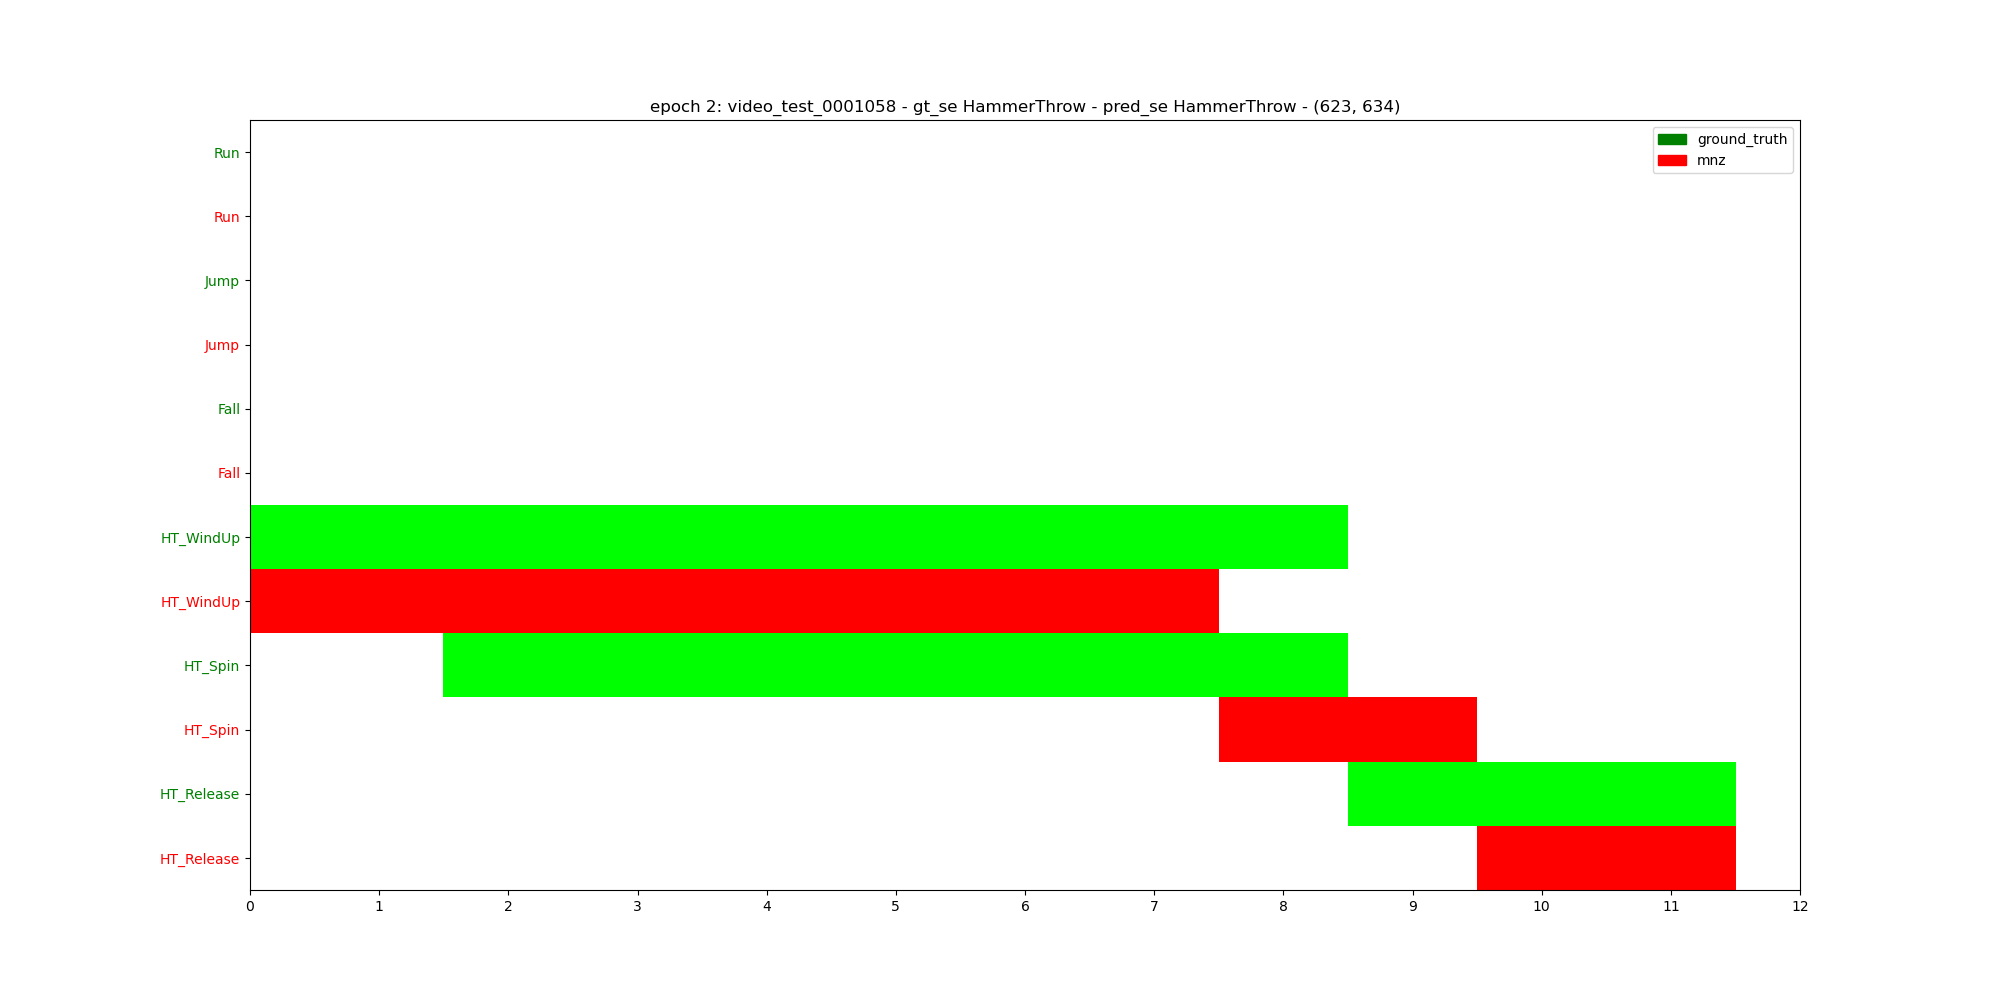 epoch 2: video_test_0001058 - gt_se HammerThrow - pred_se HammerThrow - (623, 634)
ground_truth
mnz
Run
Run
Jump
Jump
Fall
Fall
HT_WindUp
HT_WindUp
HT_Spin
HT_Spin
HT_Release
HT_Release
0 1 2 3 4 5 6 7 8 9 10 11 12